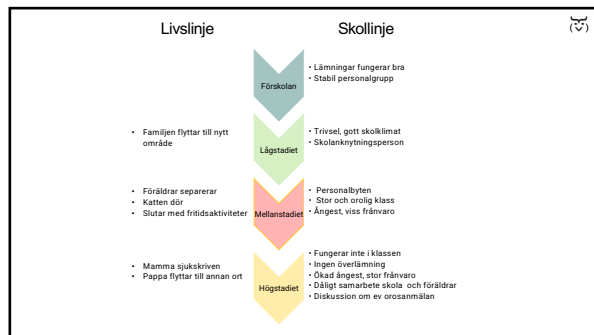 Livslinje
Skollinje
Förskolan
• Lämningar fungerar bra
• Stabil personalgrupp
• Familjen flyttar till nytt
område
Lågstadiet
• Trivsel, gott skolklimat
• Skolanknytningsperson
• Föräldrar separerar
• Katten dör
• Slutar med fritidsaktiviteter
Mellanstadiet
• Personalbyten
• Stor och orolig klass
• Ångest, viss frånvaro
• Mamma sjukskriven
• Pappa flyttar till annan ort
Högstadiet
• Fungerar inte i klassen
• Ingen överlämning
• Ökad ångest, stor frånvaro
• Dåligt samarbete skola och föräldrar
• Diskussion om ev orosanmälan